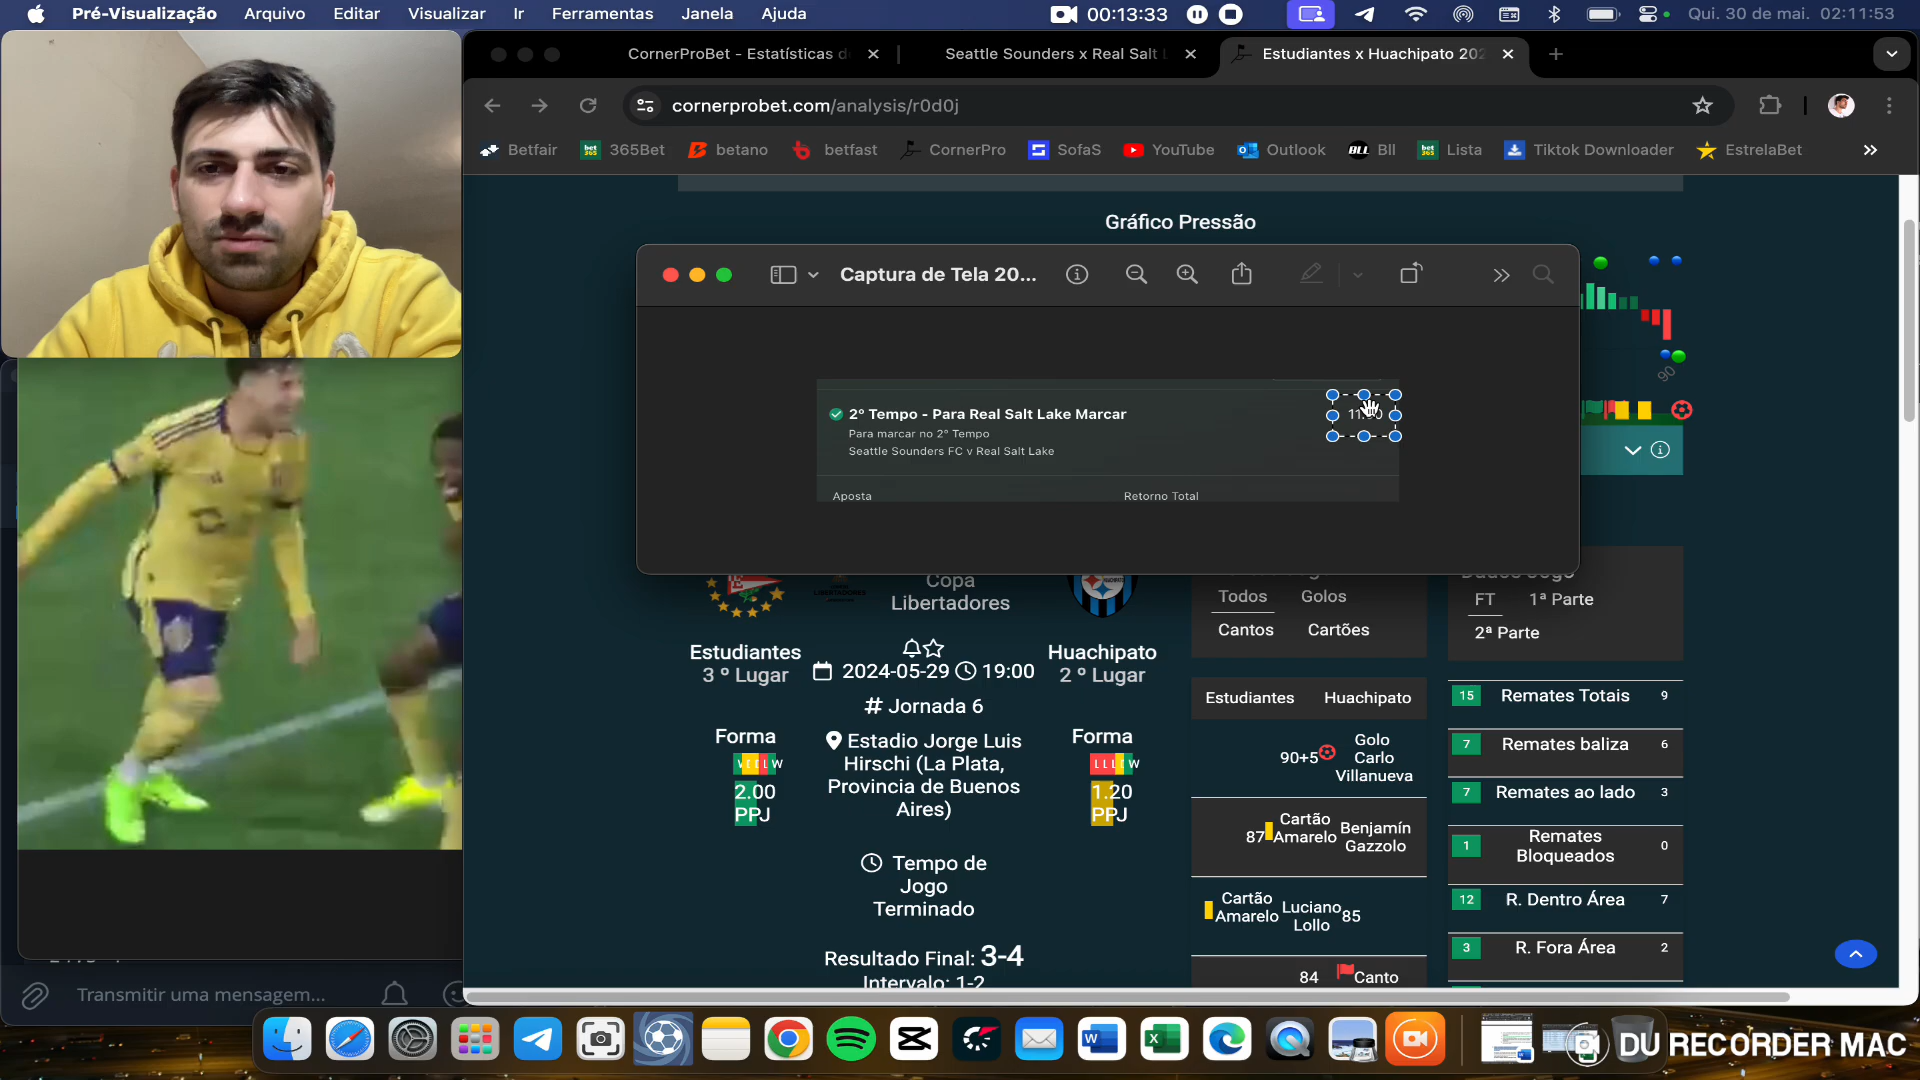 Pré-Visualização Arquivo Editar Visualizar Ir Ferramentas Janela Ajuda 00:13:33 Qui. 30 de mai. 02:11:53
CornerProBet - Estatísticas d Seattle Sounders x Real Salt L Estudiantes x Huachipato 202
cornerprobet.com/analysis/r0d0j
Betfair 365Bet betano betfast CornerPro SofaS YouTube Outlook Bll Lista Tiktok Downloader EstrelaBet
Gráfico Pressão
Captura de Tela 20...
90
2º Tempo - Para Real Salt Lake Marcar
Para marcar no 2º Tempo
Seattle Sounders FC v Real Salt Lake
Aposta Retorno Total
Copa
Libertadores
Todos Golos
Cantos Cartões
FT 1ª Parte
2ª Parte
Estudiantes
3 º Lugar
2024-05-29 19:00
Huachipato
2 º Lugar
# Jornada 6
Forma
2.00
PPJ
Estadio Jorge Luis
Hirschi (La Plata,
Provincia de Buenos
Aires)
Forma
1.20
PPJ
Tempo de
Jogo
Terminado
Resultado Final: 3-4
Intervalo: 1-2
Estudiantes Huachipato
90+5 Golo
Carlo
Villanueva
87 Cartão
Amarelo Benjamín
Gazzolo
Cartão
Amarelo Luciano
Lollo 85
84 Canto
15 Remates Totais 9
7 Remates baliza 6
7 Remates ao lado 3
1 Remates
Bloqueados 0
12 R. Dentro Área 7
3 R. Fora Área 2
Transmitir uma mensagem...
DU RECORDER MAC